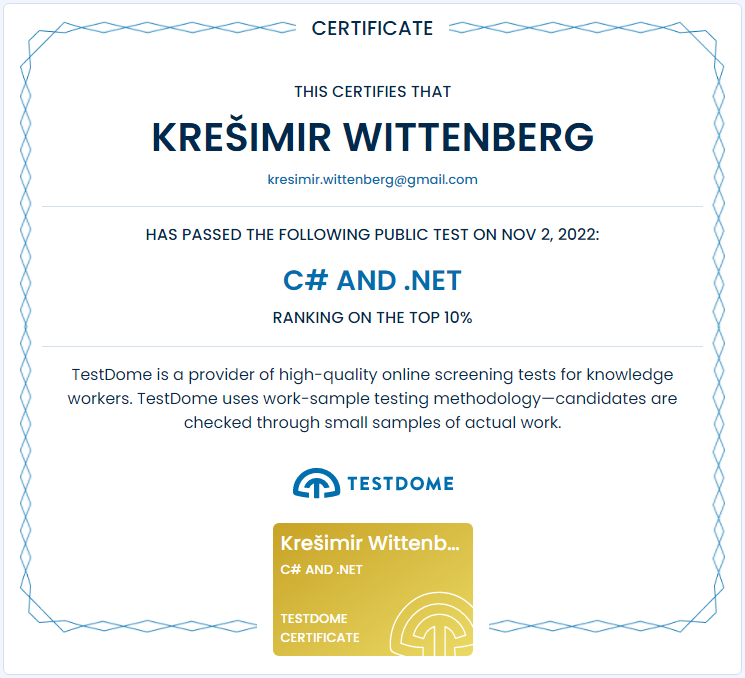 CERTIFICATE
THIS CERTIFIES THAT
KREŠIMIR WITTENBERG
kresimir.wittenberg@gmail.com
HAS PASSED THE FOLLOWING PUBLIC TEST ON NOV 2, 2022:
C# AND .NET
RANKING ON THE TOP 10%
TestDome is a provider of high-quality online screening tests for knowledge
workers. TestDome uses work-sample testing methodology—candidates are
checked through small samples of actual work.
TESTDOME
Krešimir Wittenb...
C# AND .NET
TESTDOME
CERTIFICATE